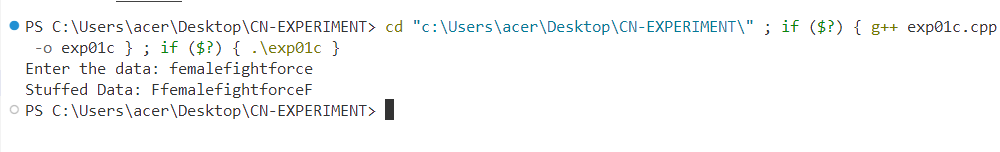 PS C:\Users\acer\Desktop\CN-EXPERIMENT> cd "c:\Users\acer\Desktop\CN-EXPERIMENT\" ; if ($?) { g++ exp01c.cpp
-o exp01c } ; if ($?) { .\exp01c }
Enter the data: femalefightforce
Stuffed Data: FfemalefightforceF
PS C:\Users\acer\Desktop\CN-EXPERIMENT>